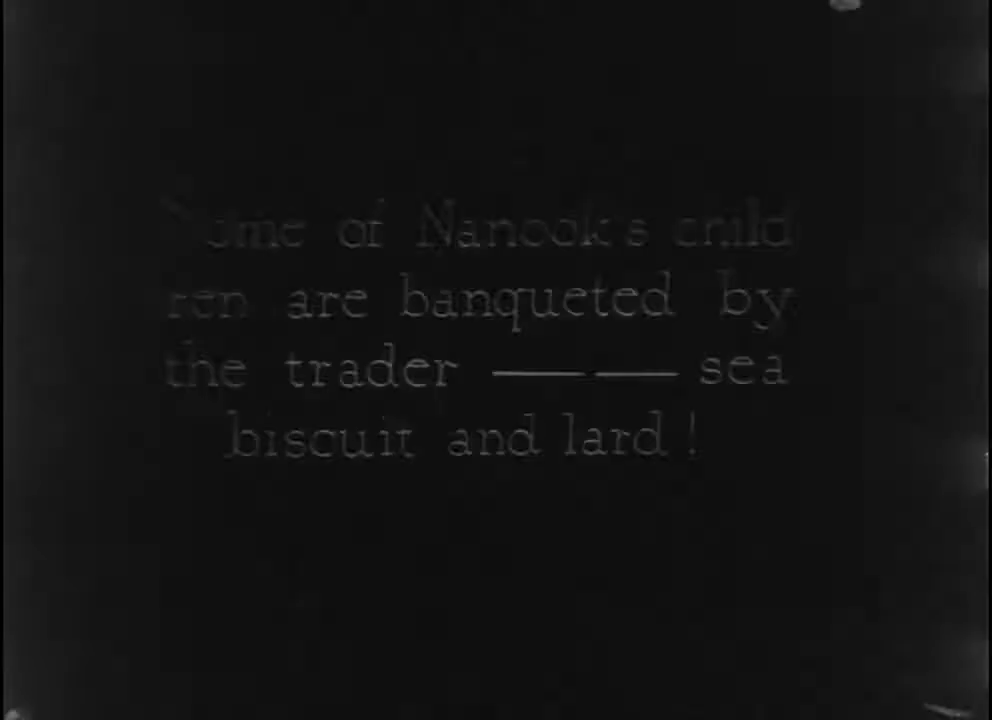 Some of Nanook's child
ren are banqueted by
the trader —— sea
biscuit and lard!